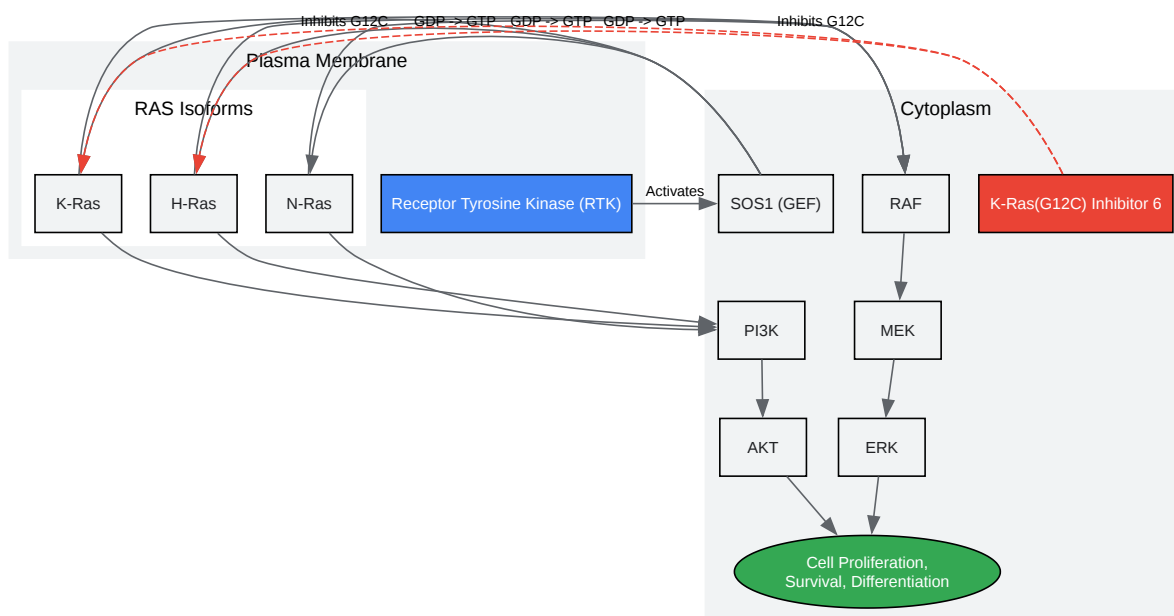 Inhibits G12C
GDP -> GTP
GDP -> GTP
GDP -> GTP
Inhibits G12C
Plasma Membrane
RAS Isoforms
Cytoplasm
K-Ras
H-Ras
N-Ras
Receptor Tyrosine Kinase (RTK)
Activates
SOS1 (GEF)
RAF
K-Ras(G12C) Inhibitor 6
PI3K
MEK
AKT
ERK
Cell Proliferation,
Survival, Differentiation